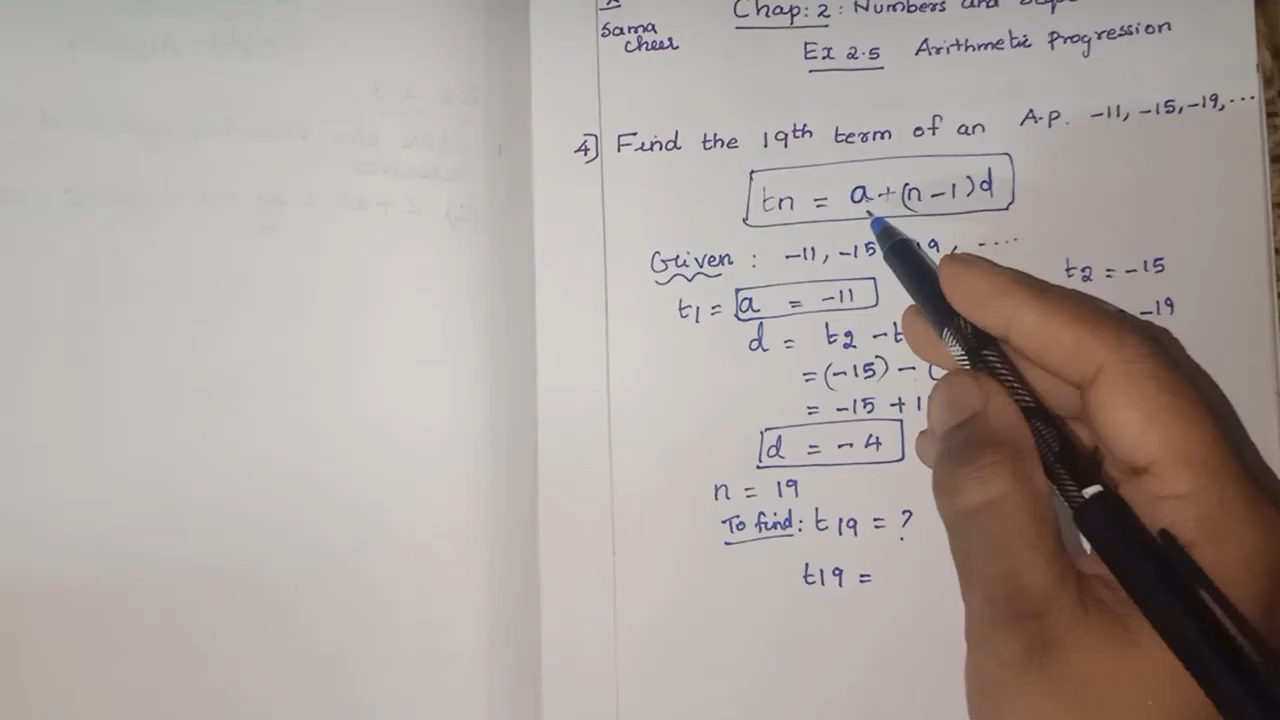 Sama
cheer
Chap: 2 : Numbers and
Ex 2.5 Arithmetic Progression
4] Find the 19th term of an A.p. -11, -15, -19, ...
tn = a + (n-1)d
Given : -11, -15 19, ....
t1 = a = -11
t2 = -15
-19
d = t2 - t
= (-15) - (
= -15 + 1
d = -4
n = 19
To find: t19 = ?
t19 =